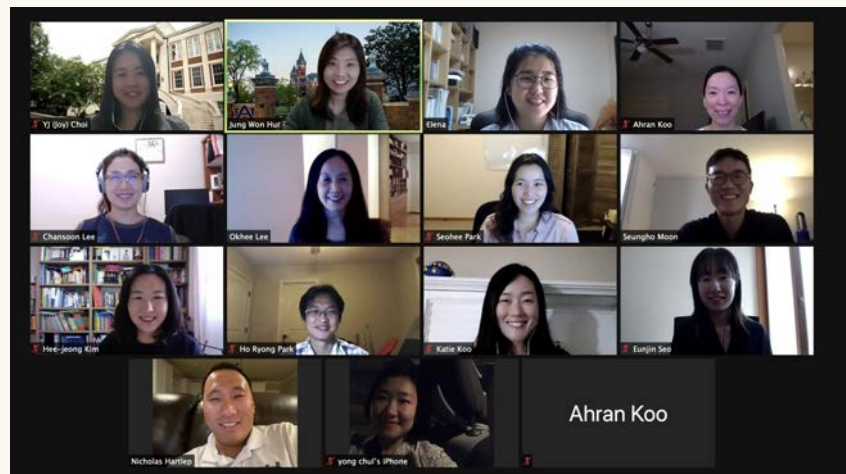 YJ (Joy) Choi
Jung Won Hur
Elena
Ahran Koo
Chansoon Lee
Okhee Lee
Seohee Park
Seungho Moon
Hee-jeong Kim
Ho Ryong Park
Katie Koo
Eunjin Seo
Nicholas Hartlep
yong chul's iPhone
Ahran Koo